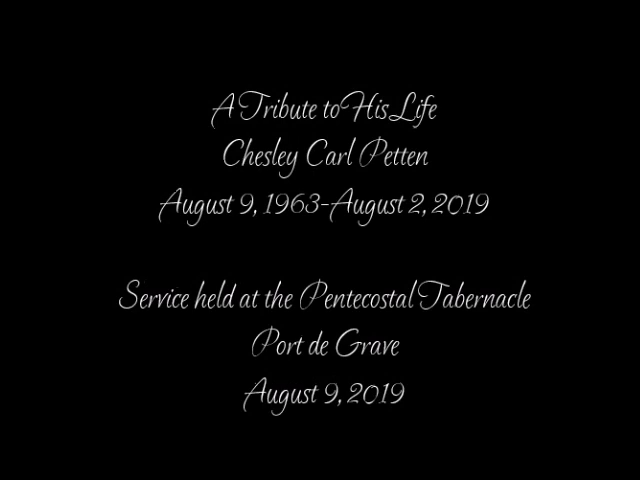 A Tribute to His Life
Chesley Carl Petten
August 9, 1963-August 2, 2019
Service held at the Pentecostal Tabernacle
Port de Grave
August 9, 2019